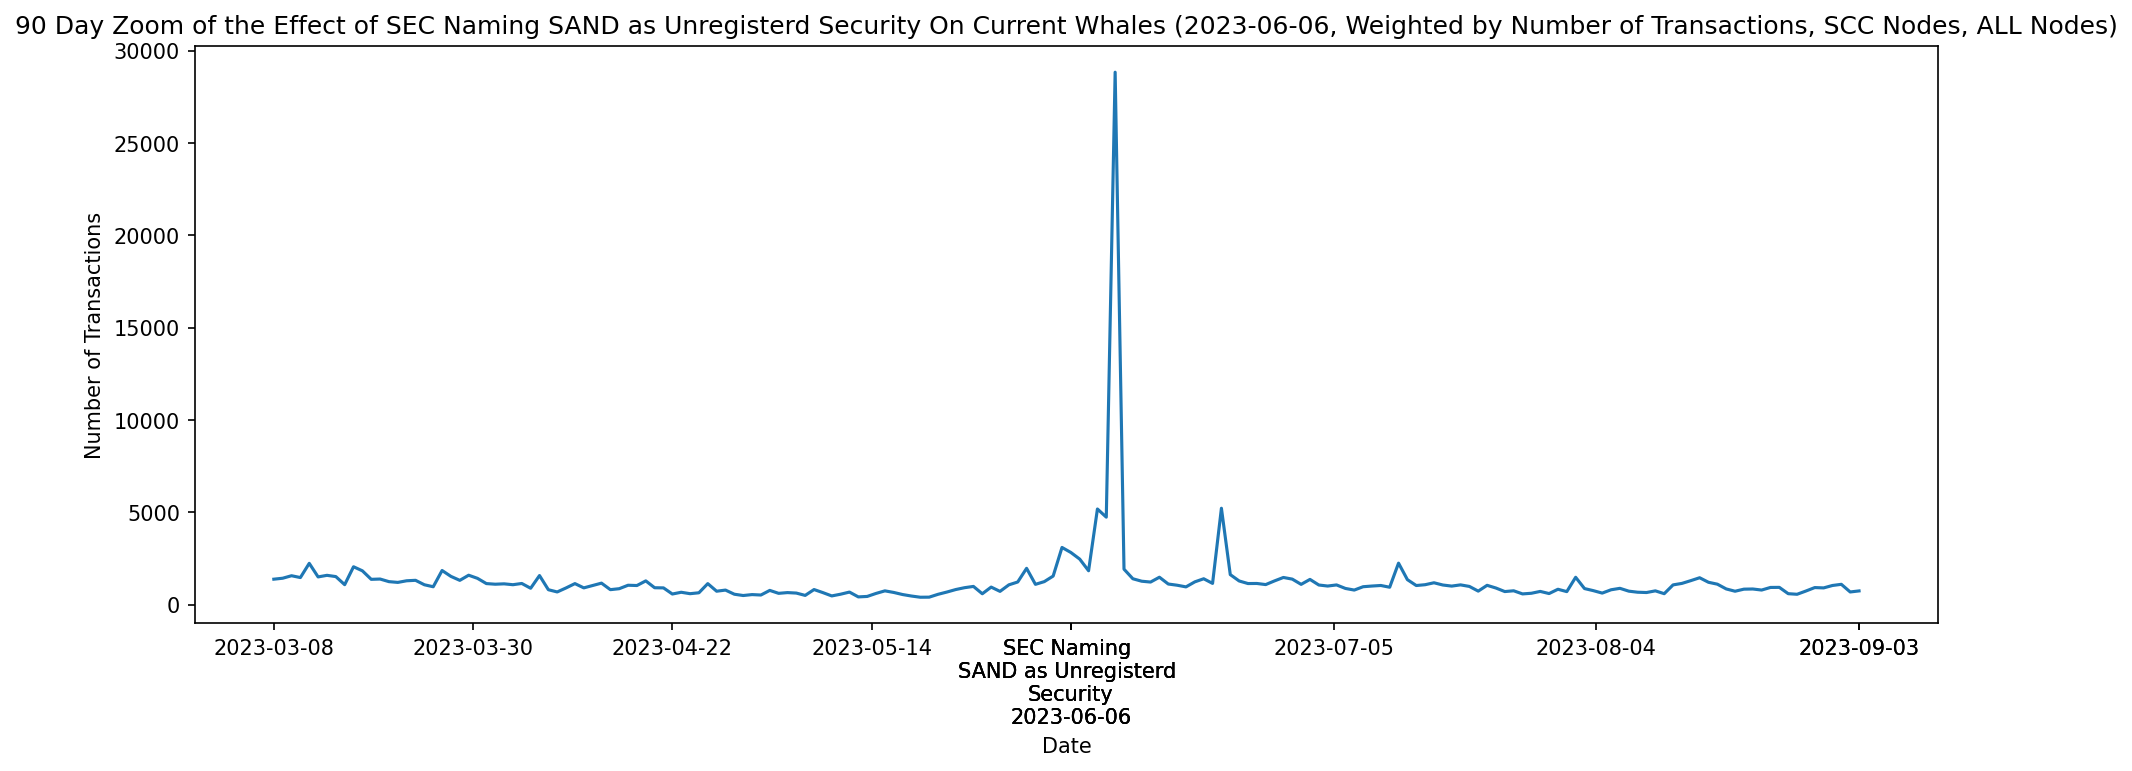 90 Day Zoom of the Effect of SEC Naming SAND as Unregisterd Security On Current Whales (2023-06-06, Weighted by Number of Transactions, SCC Nodes, ALL Nodes)
30000
25000
20000
15000
10000
5000
0
Number of Transactions
2023-03-08
2023-03-30
2023-04-22
2023-05-14
SEC Naming
SAND as Unregisterd
Security
2023-06-06
2023-07-05
2023-08-04
2023-09-03
Date